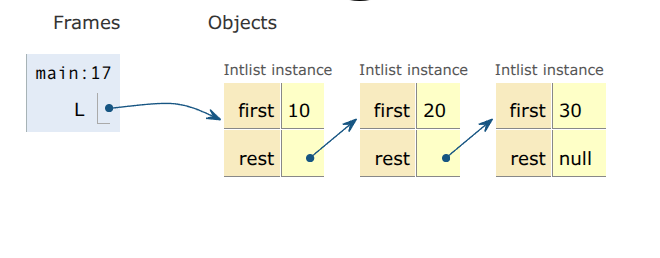 Frames Objects
main:17
L
Intlist instance Intlist instance Intlist instance
first 10 first 20 first 30
rest rest rest null